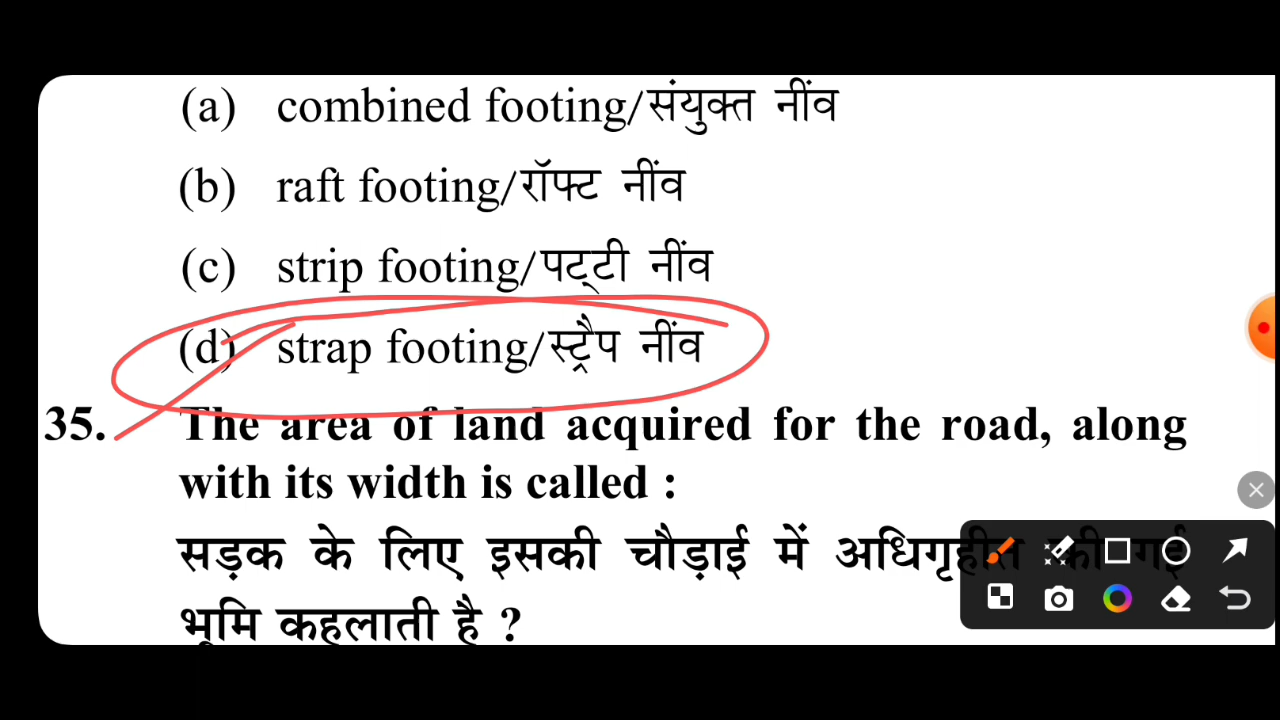 (a) combined footing/संयुक्त नींव
(b) raft footing/रॉफ्ट नींव
(c) strip footing/पट्टी नींव
(d) strap footing/स्ट्रैप नींव
35. The area of land acquired for the road, along
with its width is called :
सड़क के लिए इसकी चौड़ाई में अधिगृहीत की गई
भूमि कहलाती है ?